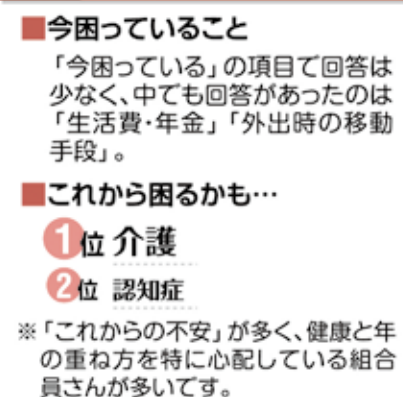 ■今困っていること
「今困っている」の項目で回答は
少なく、中でも回答があったのは
「生活費・年金」「外出時の移動
手段」。
■これから困るかも…
1位 介護
2位 認知症
※「これからの不安」が多く、健康と年
の重ね方を特に心配している組合
員さんが多いてす。